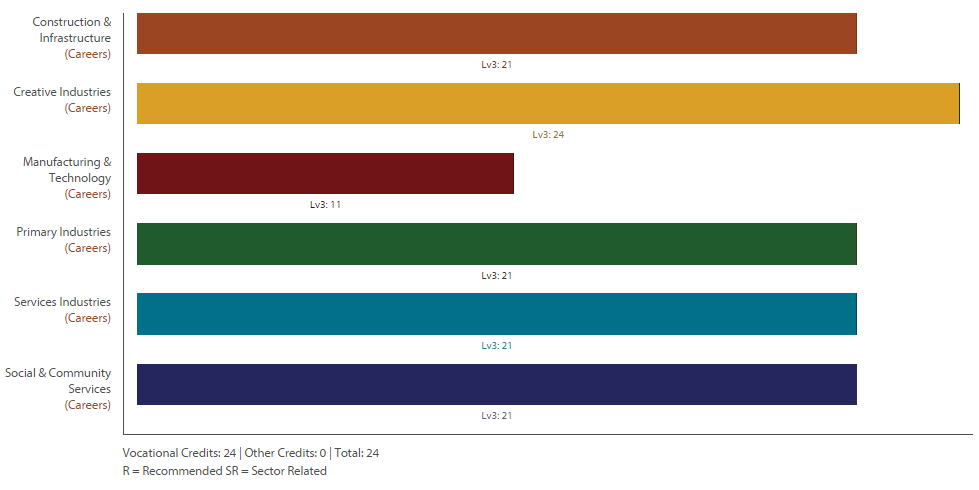 Construction &
Infrastructure
(Careers)
Lv3: 21
Creative Industries
(Careers)
Lv3: 24
Manufacturing &
Technology
(Careers)
Lv3: 11
Primary Industries
(Careers)
Lv3: 21
Services Industries
(Careers)
Lv3: 21
Social & Community
Services
(Careers)
Lv3: 21
Vocational Credits: 24 | Other Credits: 0 | Total: 24
R = Recommended SR = Sector Related